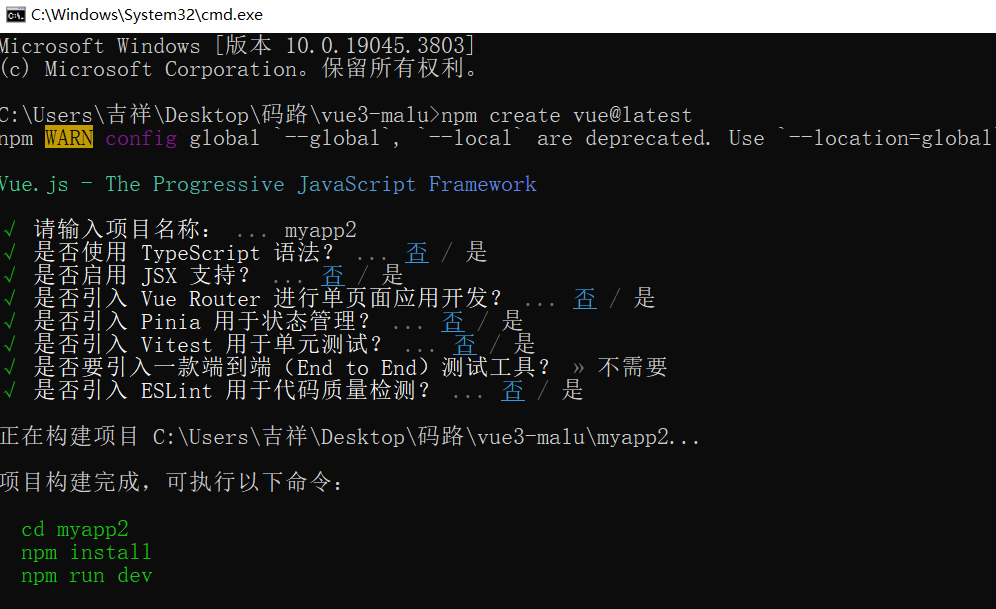 C:\Windows\System32\cmd.exe
Microsoft Windows [版本 10.0.19045.3803]
(c) Microsoft Corporation。保留所有权利。
C:\Users\吉祥\Desktop\码路\vue3-malu>npm create vue@latest
npm WARN config global `--global`, `--local` are deprecated. Use `--location=global`
Vue.js - The Progressive JavaScript Framework
√ 请输入项目名称： ... myapp2
√ 是否使用 TypeScript 语法？ ... 否 / 是
√ 是否启用 JSX 支持？ ... 否 / 是
√ 是否引入 Vue Router 进行单页面应用开发？ ... 否 / 是
√ 是否引入 Pinia 用于状态管理？ ... 否 / 是
√ 是否引入 Vitest 用于单元测试？ ... 否 / 是
√ 是否要引入一款端到端（End to End）测试工具？ » 不需要
√ 是否引入 ESLint 用于代码质量检测？ ... 否 / 是
正在构建项目 C:\Users\吉祥\Desktop\码路\vue3-malu\myapp2...
项目构建完成，可执行以下命令：
cd myapp2
npm install
npm run dev